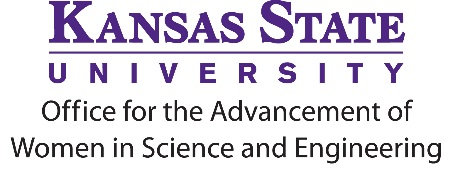 KANSAS STATE
UNIVERSITY
Office for the Advancement of
Women in Science and Engineering